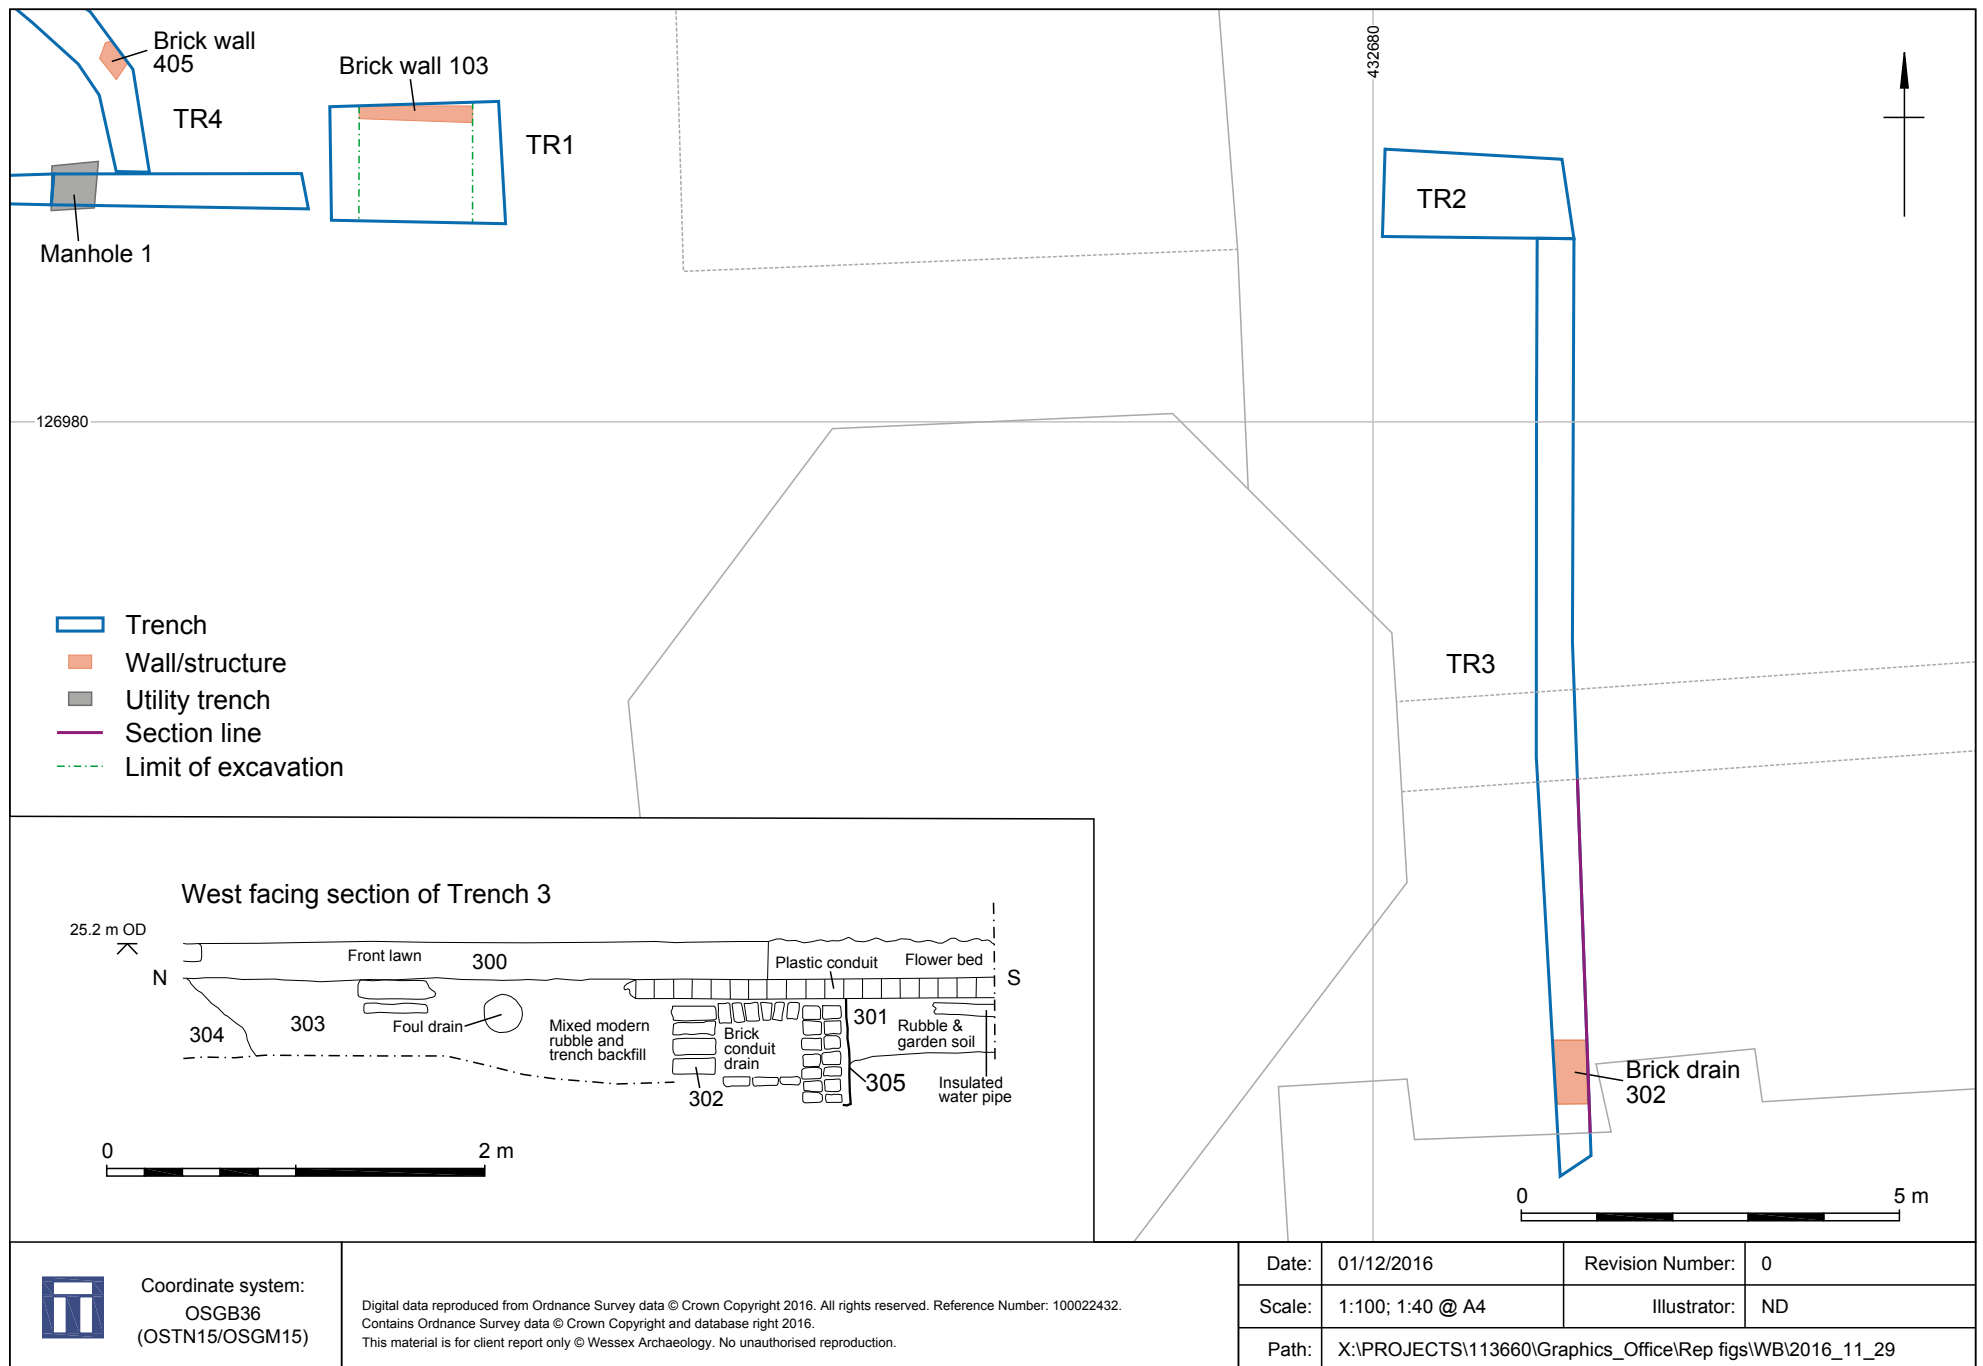 Brick wall
405
Brick wall 103
TR4
TR1
Manhole 1
432680
TR2
126980
Trench
Wall/structure
Utility trench
Section line
Limit of excavation
TR3
West facing section of Trench 3
25.2 m OD
N
Front lawn
300
Plastic conduit
Flower bed
S
304
303
Foul drain
Mixed modern
rubble and
trench backfill
Brick
conduit
drain
301
Rubble &
garden soil
302
305
Insulated
water pipe
0
2 m
Brick drain
302
0
5 m
Coordinate system:
OSGB36
(OSTN15/OSGM15)
Digital data reproduced from Ordnance Survey data © Crown Copyright 2016. All rights reserved. Reference Number: 100022432.
Contains Ordnance Survey data © Crown Copyright and database right 2016.
This material is for client report only © Wessex Archaeology. No unauthorised reproduction.
Date:
01/12/2016
Revision Number:
0
Scale:
1:100; 1:40 @ A4
Illustrator:
ND
Path:
X:\PROJECTS\113660\Graphics_Office\Rep figs\WB\2016_11_29